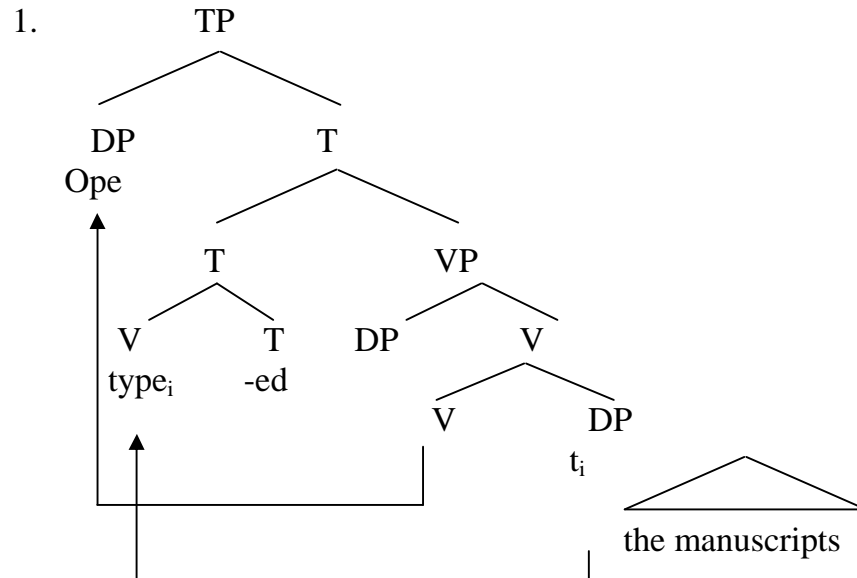 1. TP
DP T
Ope
T VP
V T DP V
typeᵢ -ed
V DP
tᵢ
the manuscripts